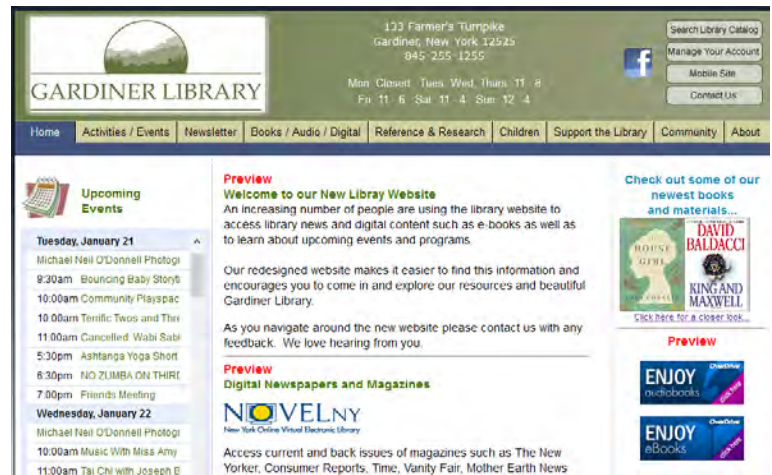 GARDINER LIBRARY
133 Farmer's Turnpike
Gardiner, New York 12525
845-255-1255
Mon Closed Tues Wed Thurs 11 - 8
Fri 11 - 6 Sat 11 - 4 Sun 12 - 4
f
Search Library Catalog
Manage Your Account
Mobile Site
Contact Us
Home Activities / Events Newsletter Books / Audio / Digital Reference & Research Children Support the Library Community About
Upcoming
Events
Tuesday, January 21
Michael Neil O'Donnell Photogr
9:30am Bouncing Baby Storyti
10:00am Community Playspac
10:00am Terrific Twos and Thre
11:00am Cancelled Wabi Sabi
5:30pm Ashtanga Yoga Short
6:30pm NO ZUMBA ON THIRD
7:00pm Friends Meeting
Wednesday, January 22
Michael Neil O'Donnell Photogr
10:00am Music With Miss Amy
11:00am Tai Chi with Joseph B
Preview
Welcome to our New Libray Website
An increasing number of people are using the library website to
access library news and digital content such as e-books as well as
to learn about upcoming events and programs.
Our redesigned website makes it easier to find this information and
encourages you to come in and explore our resources and beautiful
Gardiner Library.
As you navigate around the new website please contact us with any
feedback. We love hearing from you.
Preview
Digital Newspapers and Magazines
NOVELNY
New York Online Virtual Electronic Library
Access current and back issues of magazines such as The New
Yorker, Consumer Reports, Time, Vanity Fair, Mother Earth News
Check out some of our
newest books
and materials...
HOUSE
GIRL
DAVID
BALDACCI
KING AND
MAXWELL
Click here for a closer look...
Preview
OverDrive
ENJOY
audiobooks
click here
OverDrive
ENJOY
eBooks
click here